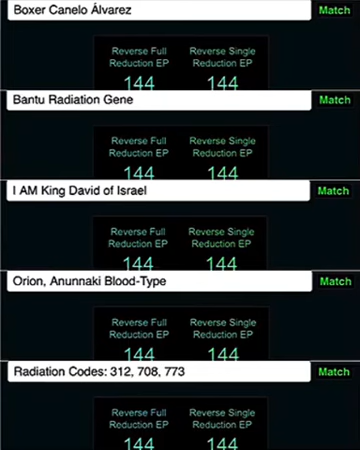 Boxer Canelo Álvarez Match
Reverse Full Reverse Single
Reduction EP Reduction EP
144 144
Bantu Radiation Gene Match
Reverse Full Reverse Single
Reduction EP Reduction EP
144 144
I AM King David of Israel Match
Reverse Full Reverse Single
Reduction EP Reduction EP
144 144
Orion, Anunnaki Blood-Type Match
Reverse Full Reverse Single
Reduction EP Reduction EP
144 144
Radiation Codes: 312, 708, 773 Match
Reverse Full Reverse Single
Reduction EP Reduction EP
144 144